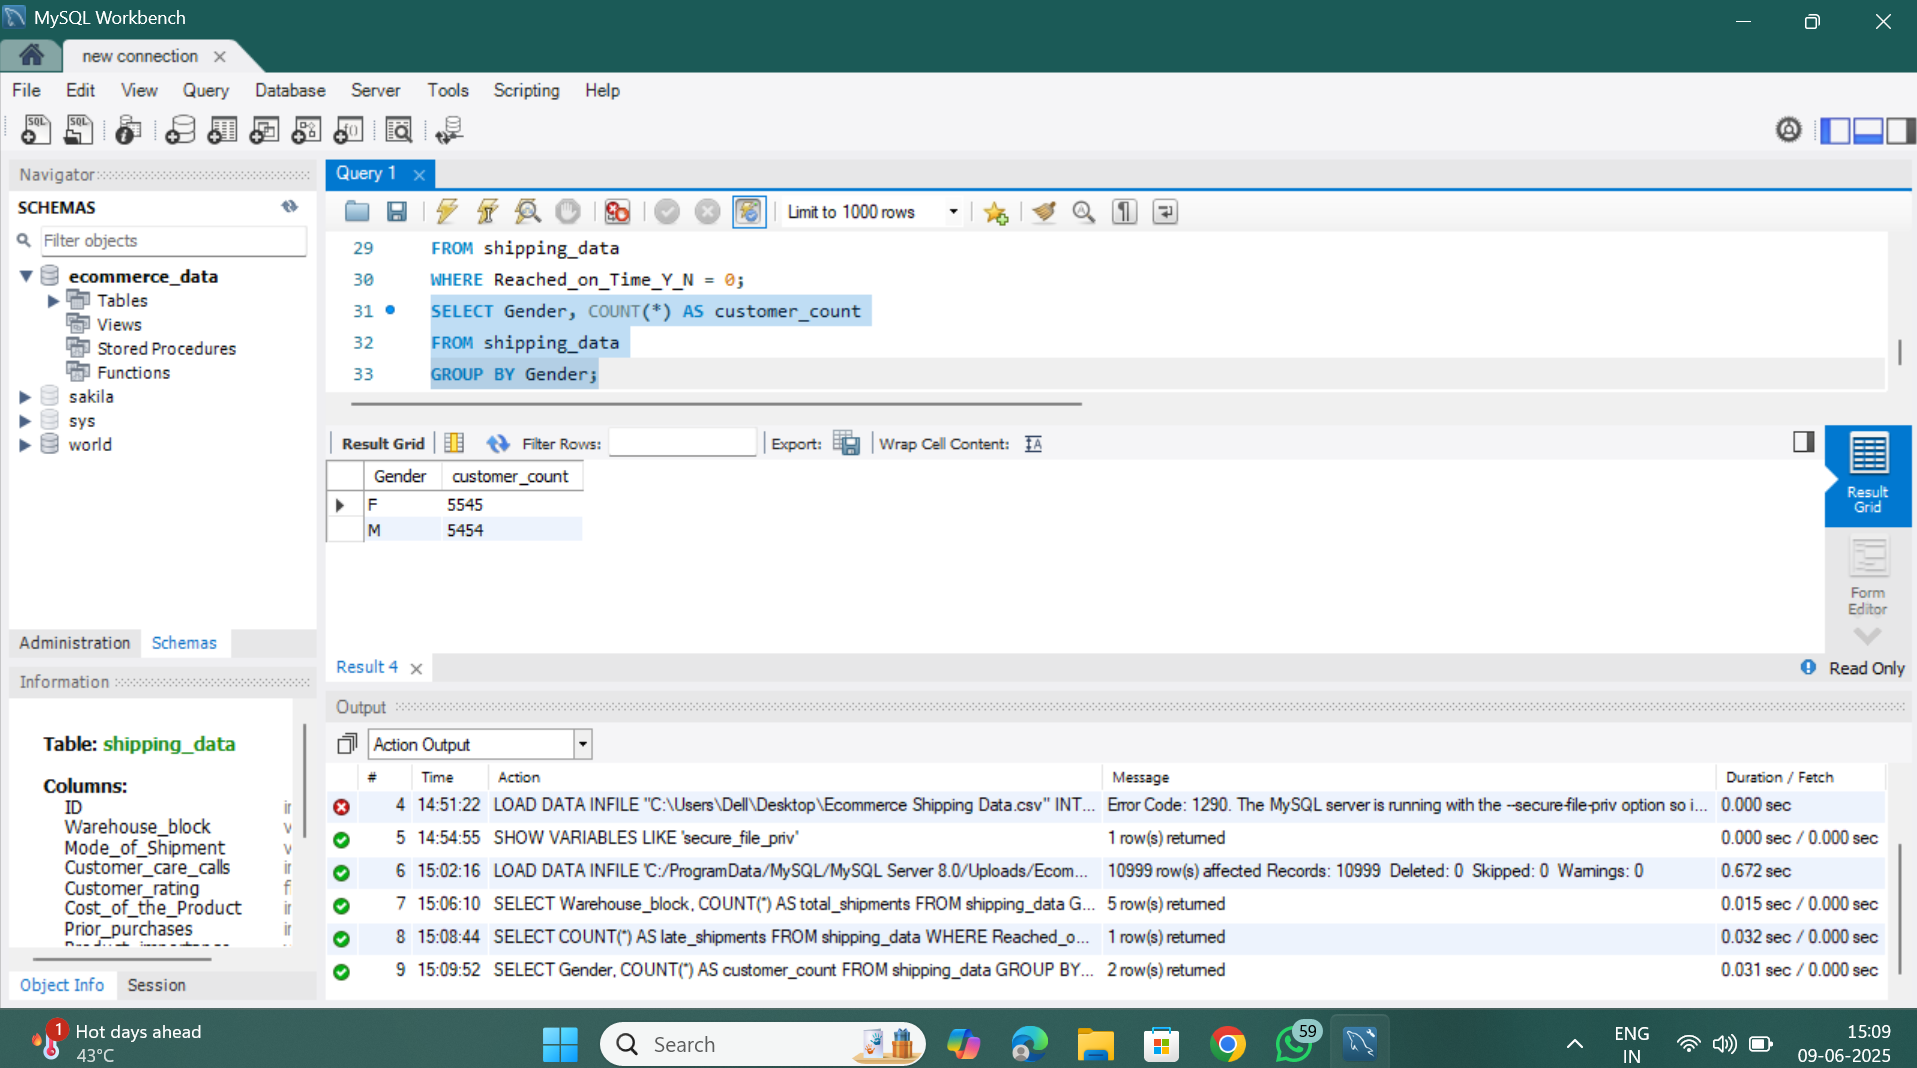 MySQL Workbench
new connection
File Edit View Query Database Server Tools Scripting Help
Navigator
SCHEMAS
Filter objects
ecommerce_data
Tables
Views
Stored Procedures
Functions
sakila
sys
world
Administration Schemas
Information
Table: shipping_data
Columns:
ID
Warehouse_block
Mode_of_Shipment
Customer_care_calls
Customer_rating
Cost_of_the_Product
Prior_purchases
Object Info Session
Query 1
Limit to 1000 rows
29 FROM shipping_data
30 WHERE Reached_on_Time_Y_N = 0;
31 SELECT Gender, COUNT(*) AS customer_count
32 FROM shipping_data
33 GROUP BY Gender;
Result Grid Filter Rows: Export: Wrap Cell Content:
Gender customer_count
F 5545
M 5454
Result Grid
Form Editor
Result 4
Read Only
Output
Action Output
# Time Action Message Duration / Fetch
4 14:51:22 LOAD DATA INFILE "C:\Users\Dell\Desktop\Ecommerce Shipping Data.csv" INT... Error Code: 1290. The MySQL server is running with the --secure-file-priv option so i... 0.000 sec
5 14:54:55 SHOW VARIABLES LIKE 'secure_file_priv' 1 row(s) returned 0.000 sec / 0.000 sec
6 15:02:16 LOAD DATA INFILE 'C:/ProgramData/MySQL/MySQL Server 8.0/Uploads/Ecom... 10999 row(s) affected Records: 10999 Deleted: 0 Skipped: 0 Warnings: 0 0.672 sec
7 15:06:10 SELECT Warehouse_block, COUNT(*) AS total_shipments FROM shipping_data G... 5 row(s) returned 0.015 sec / 0.000 sec
8 15:08:44 SELECT COUNT(*) AS late_shipments FROM shipping_data WHERE Reached_o... 1 row(s) returned 0.032 sec / 0.000 sec
9 15:09:52 SELECT Gender, COUNT(*) AS customer_count FROM shipping_data GROUP BY... 2 row(s) returned 0.031 sec / 0.000 sec
1
Hot days ahead
43°C
Search
59
ENG
IN
15:09
09-06-2025